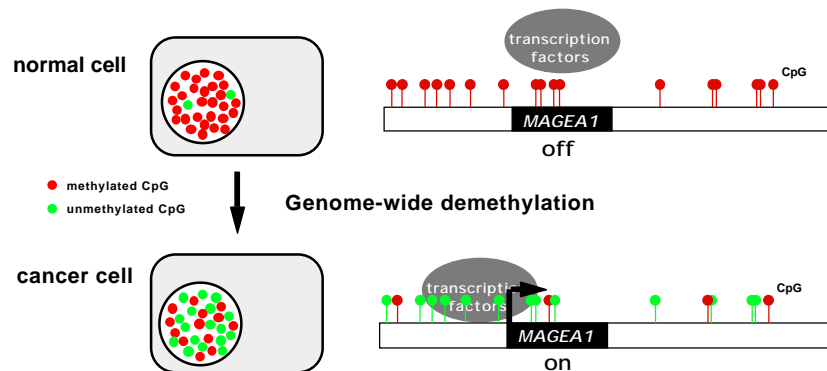 transcription
factors
normal cell
CpG
MAGEA1
off
methylated CpG
unmethylated CpG
Genome-wide demethylation
cancer cell
transcriptio
factors
CpG
MAGEA1
on